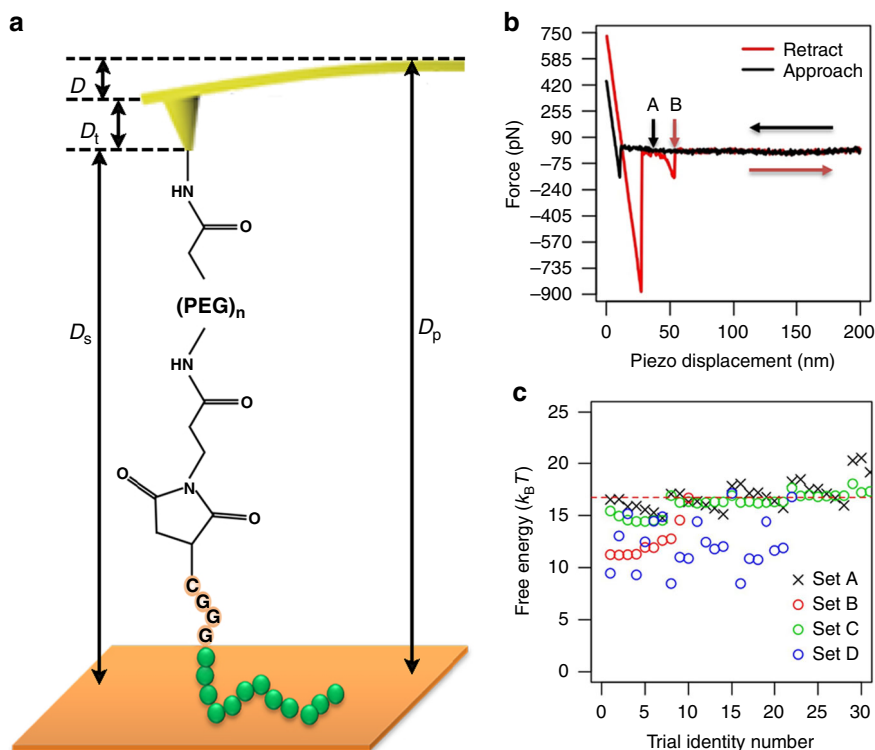 a
D
Dt
HN
O
(PEG)n
Ds
Dp
HN
O
N
O
O
C
G
G
G
b
750
585
420
255
90
−75
−240
−405
−570
−735
−900
Force (pN)
Retract
Approach
A B
0 50 100 150 200
Piezo displacement (nm)
c
25
20
15
10
5
0
Free energy (kBT)
Set A
Set B
Set C
Set D
0 5 10 15 20 25 30
Trial identity number